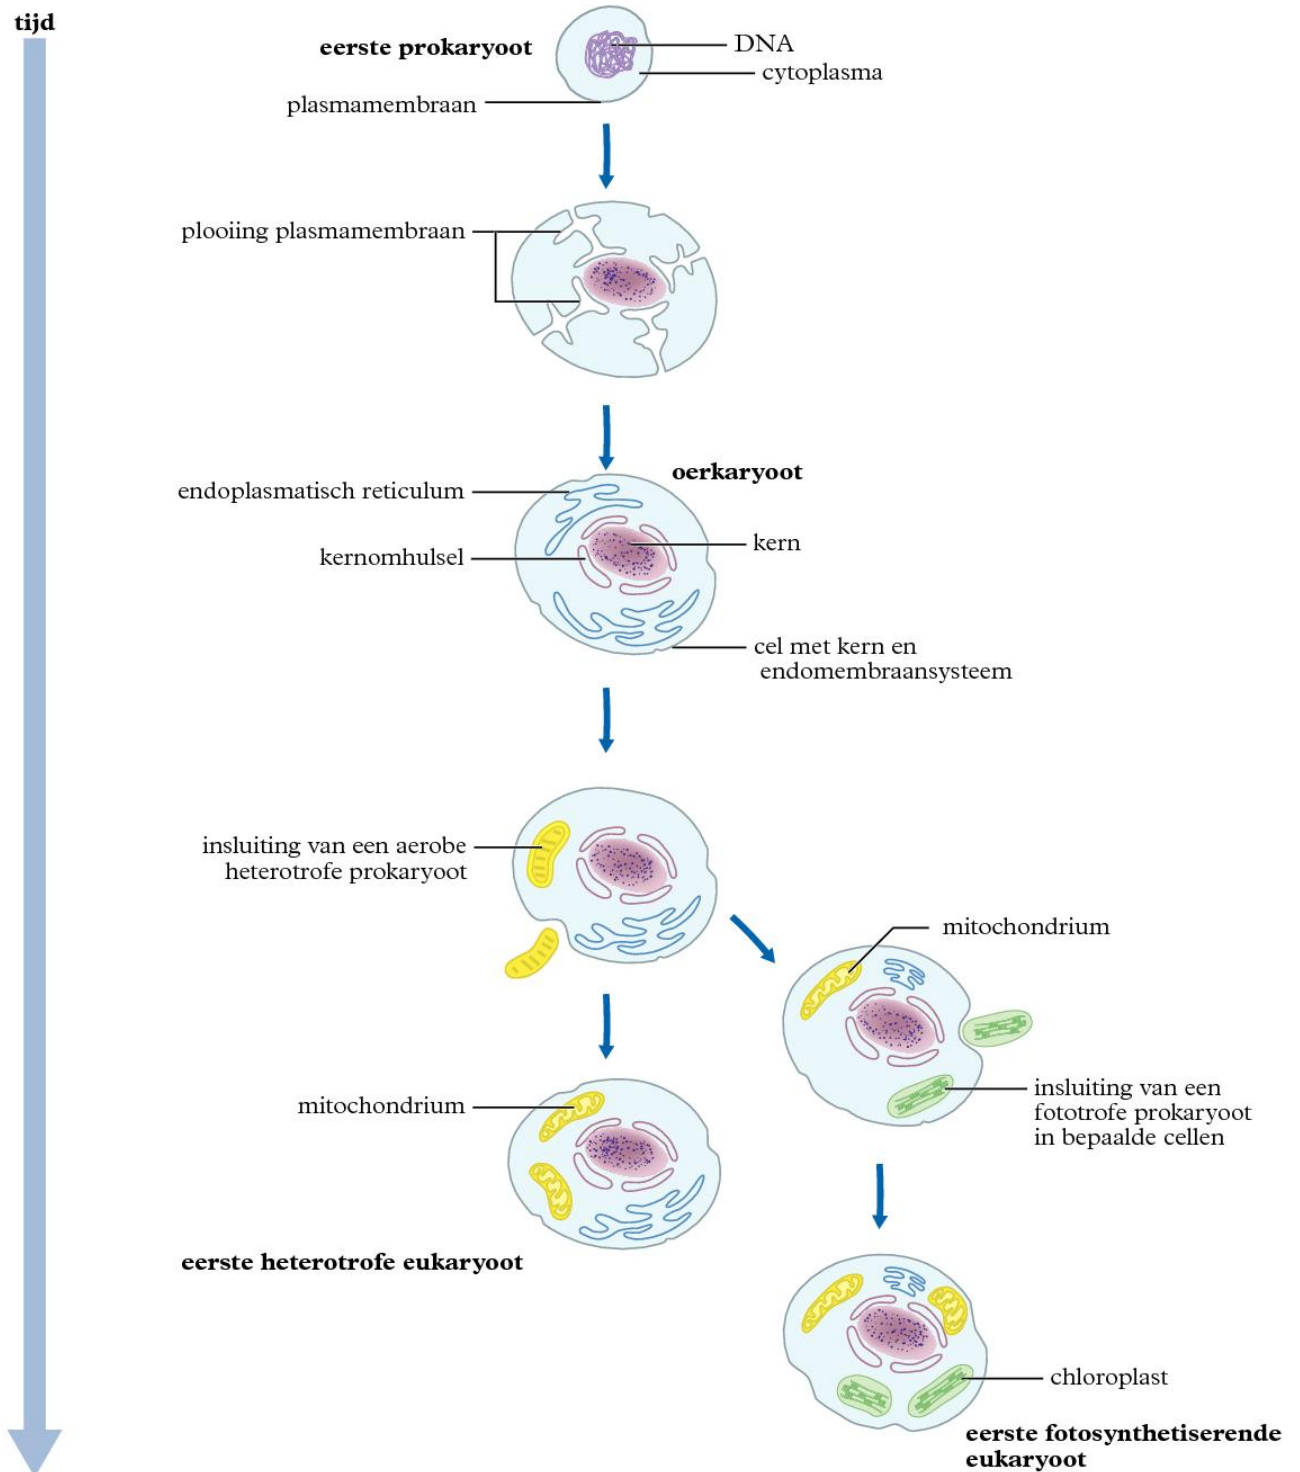 tijd
eerste prokaryoot
DNA
cytoplasma
plasmamembraan
plooiing plasmamembraan
oerkaryoot
endoplasmatisch reticulum
kern
kernomhulsel
cel met kern en
endomembraansysteem
insluiting van een aerobe
heterotrofe prokaryoot
mitochondrium
insluiting van een
fototrofe prokaryoot
in bepaalde cellen
mitochondrium
eerste heterotrofe eukaryoot
chloroplast
eerste fotosynthetiserende
eukaryoot